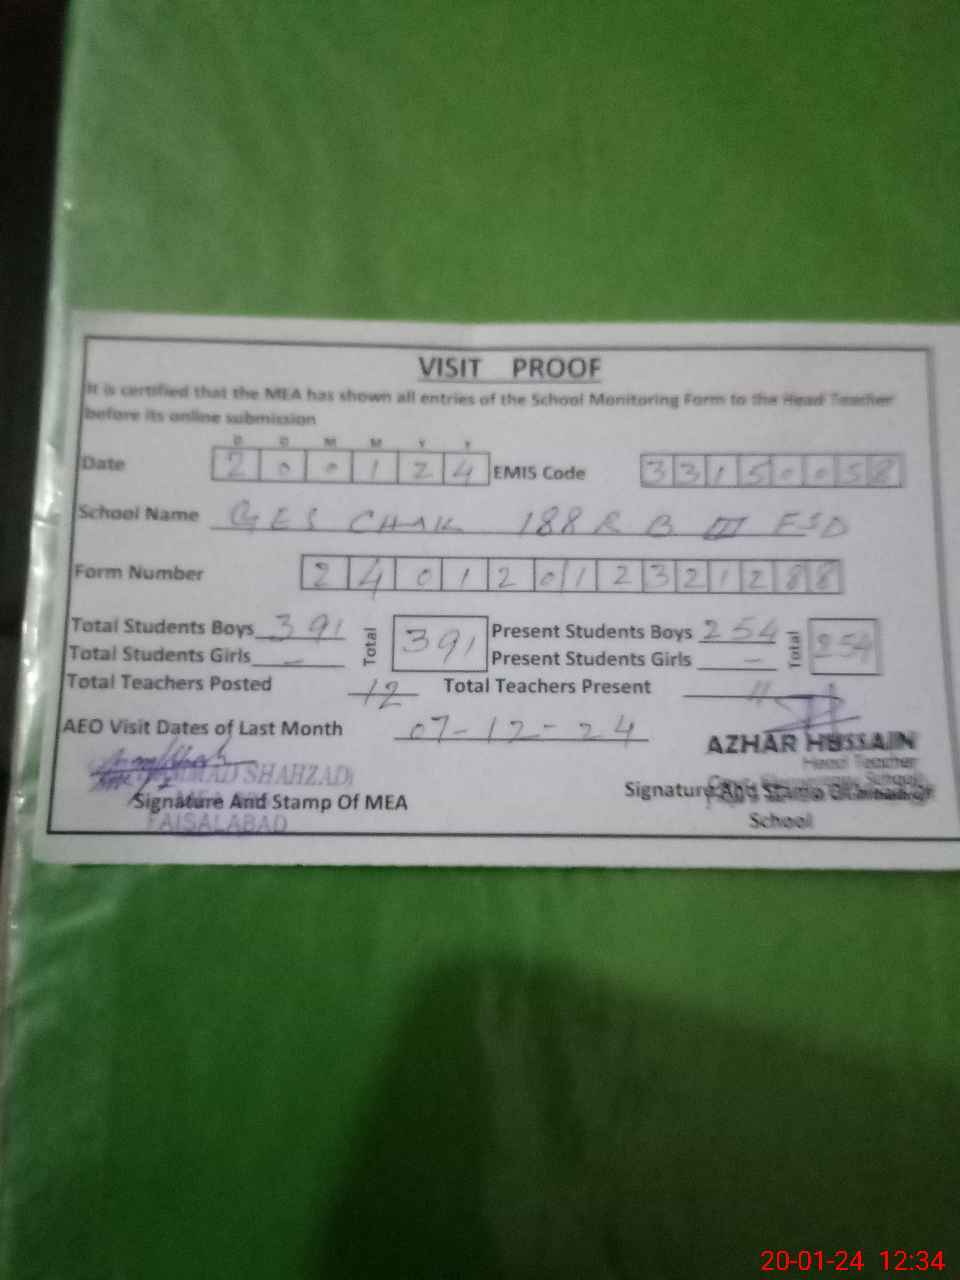 VISIT PROOF
It is certified that the MEA has shown all entries of the School Monitoring Form to the Head Teacher
before its online submission
D D M M Y Y
Date 2 0 0 1 2 4 EMIS Code 3 3 1 5 0 0 5 8
School Name GES CHAK 188 R B III FSD
Form Number 2 4 0 1 2 0 1 2 3 2 1 2 8 8
Total Students Boys 391 Total 391 Present Students Boys 254 Total 254
Total Students Girls - Present Students Girls -
Total Teachers Posted 12 Total Teachers Present 11
AEO Visit Dates of Last Month 07-12-24
AZHAR HUSSAIN
Head Teacher
SHAHZAD
Signature And Stamp Of MEA Signature And Stamp Of
FAISALABAD School
20-01-24 12:34